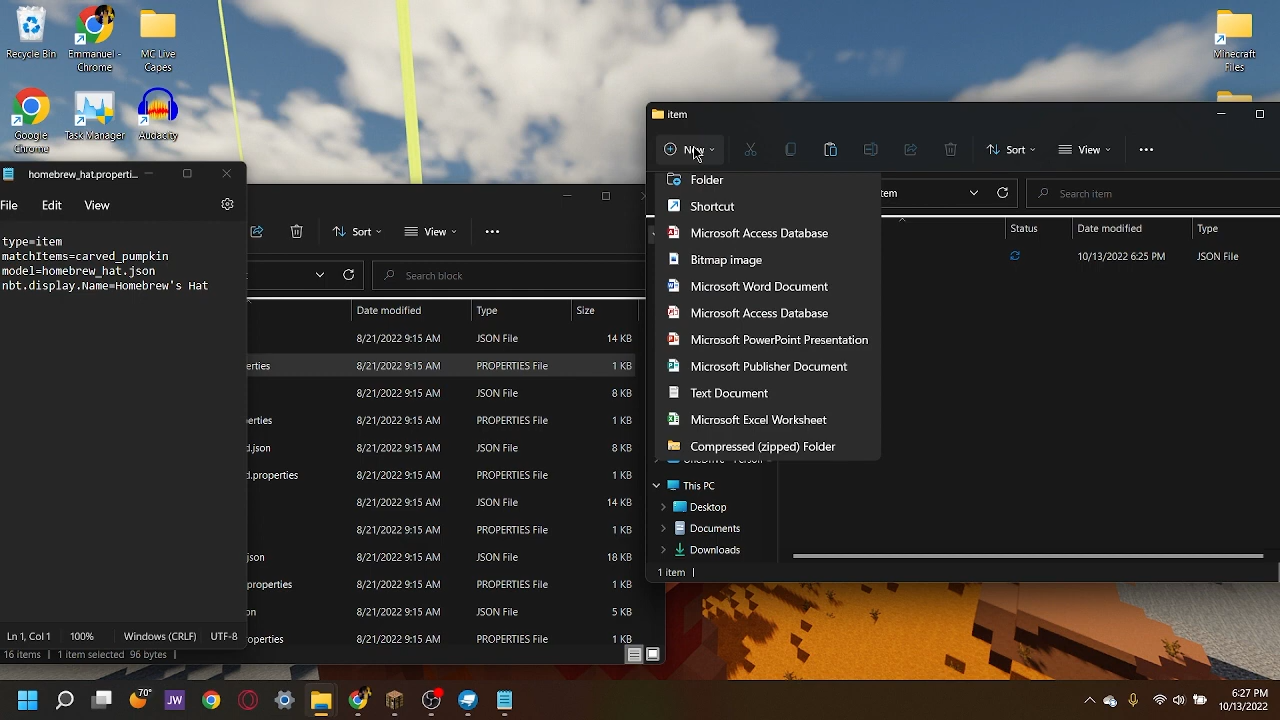 Recycle Bin
Emmanuel -
Chrome
MC Live
Capes
Minecraft
Files
Google
Chrome
Task Manager
Audacity
homebrew_hat.properti...
File
Edit
View
type=item
matchItems=carved_pumpkin
model=homebrew_hat.json
nbt.display.Name=Homebrew's Hat
Ln 1, Col 1
100%
Windows (CRLF)
UTF-8
Sort
View
Search block
Date modified
Type
Size
8/21/2022 9:15 AM JSON File 14 KB
erties 8/21/2022 9:15 AM PROPERTIES File 1 KB
8/21/2022 9:15 AM JSON File 8 KB
erties 8/21/2022 9:15 AM PROPERTIES File 1 KB
d.json 8/21/2022 9:15 AM JSON File 8 KB
d.properties 8/21/2022 9:15 AM PROPERTIES File 1 KB
8/21/2022 9:15 AM JSON File 14 KB
8/21/2022 9:15 AM PROPERTIES File 1 KB
json 8/21/2022 9:15 AM JSON File 18 KB
properties 8/21/2022 9:15 AM PROPERTIES File 1 KB
on 8/21/2022 9:15 AM JSON File 5 KB
operties 8/21/2022 9:15 AM PROPERTIES File 1 KB
16 items
1 item selected 96 bytes
item
New
Sort
View
Search item
Folder
Shortcut
Microsoft Access Database
Bitmap image
Microsoft Word Document
Microsoft Access Database
Microsoft PowerPoint Presentation
Microsoft Publisher Document
Text Document
Microsoft Excel Worksheet
Compressed (zipped) Folder
Status
Date modified
Type
10/13/2022 6:25 PM
JSON File
This PC
Desktop
Documents
Downloads
1 item
70°
JW
6:27 PM
10/13/2022